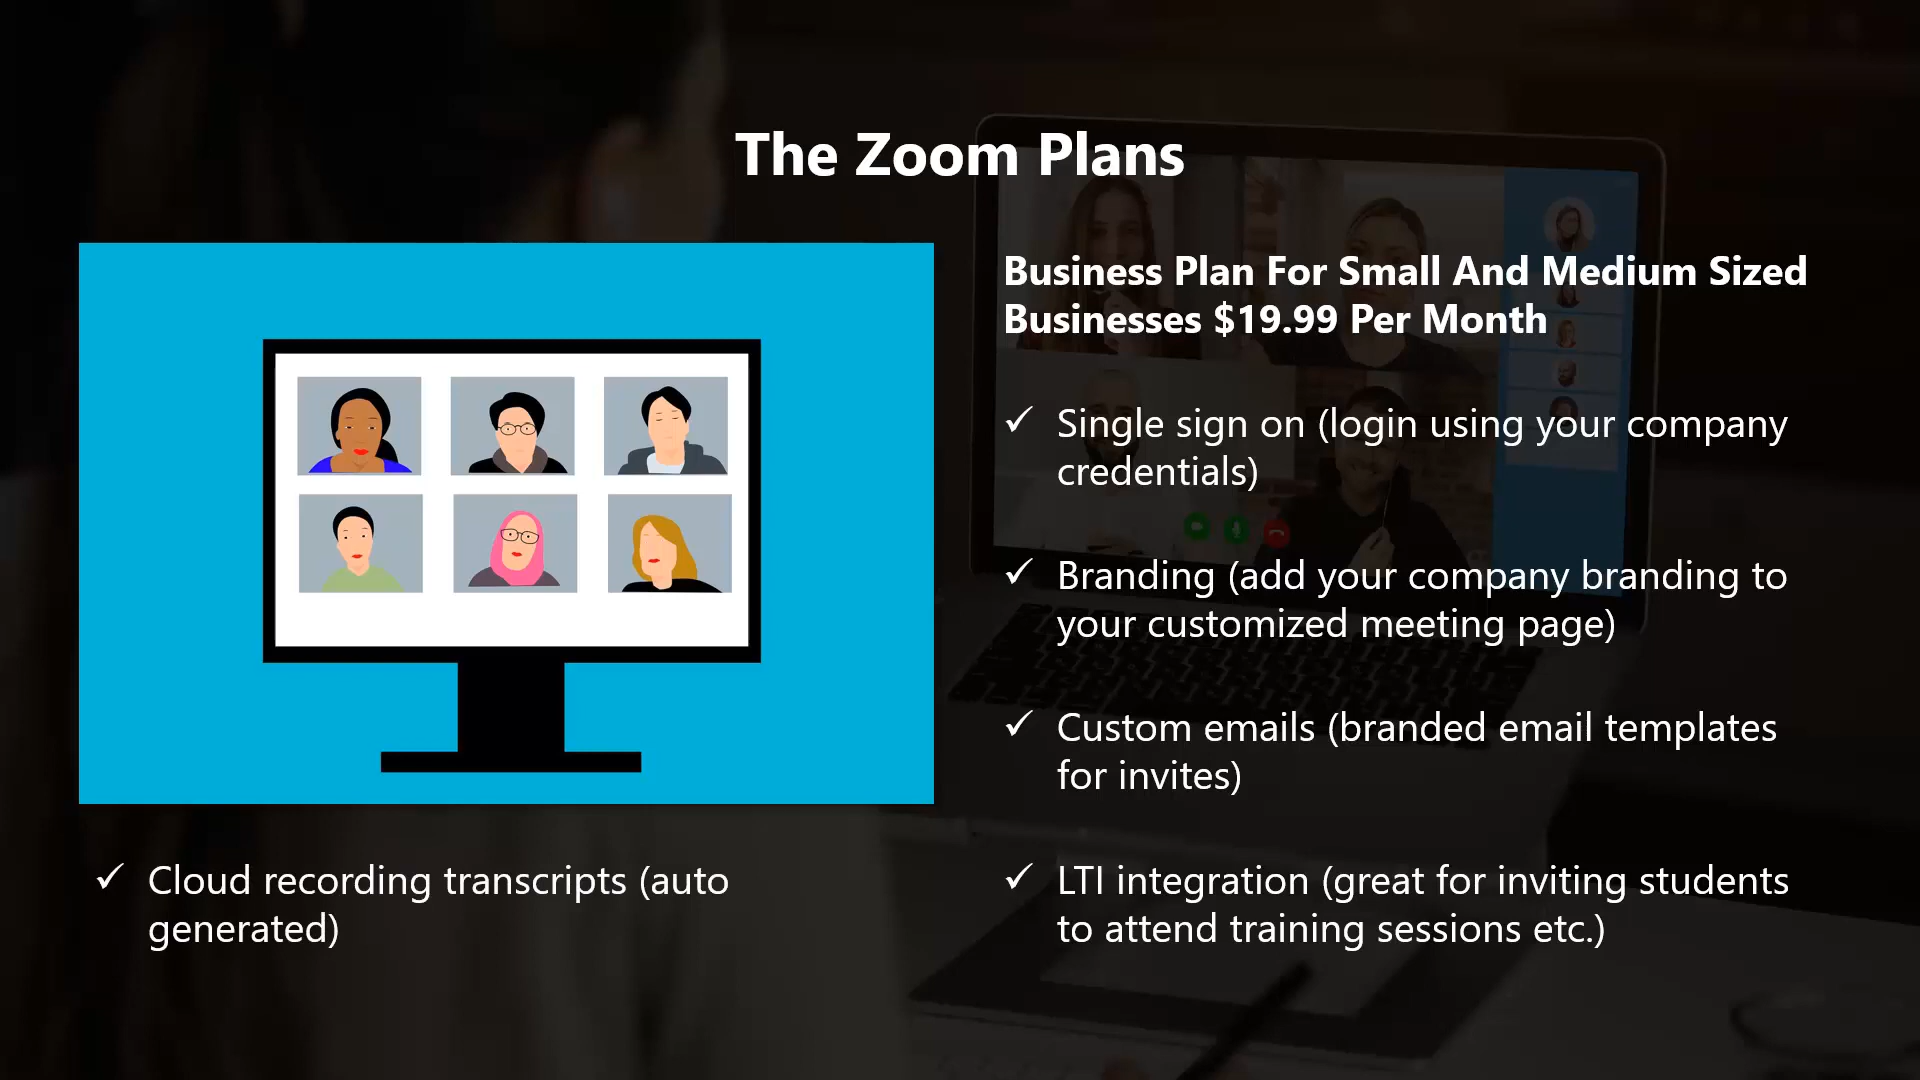 The Zoom Plans
Business Plan For Small And Medium Sized
Businesses $19.99 Per Month
✓ Single sign on (login using your company
credentials)
✓ Branding (add your company branding to
your customized meeting page)
✓ Custom emails (branded email templates
for invites)
✓ LTI integration (great for inviting students
to attend training sessions etc.)
✓ Cloud recording transcripts (auto
generated)